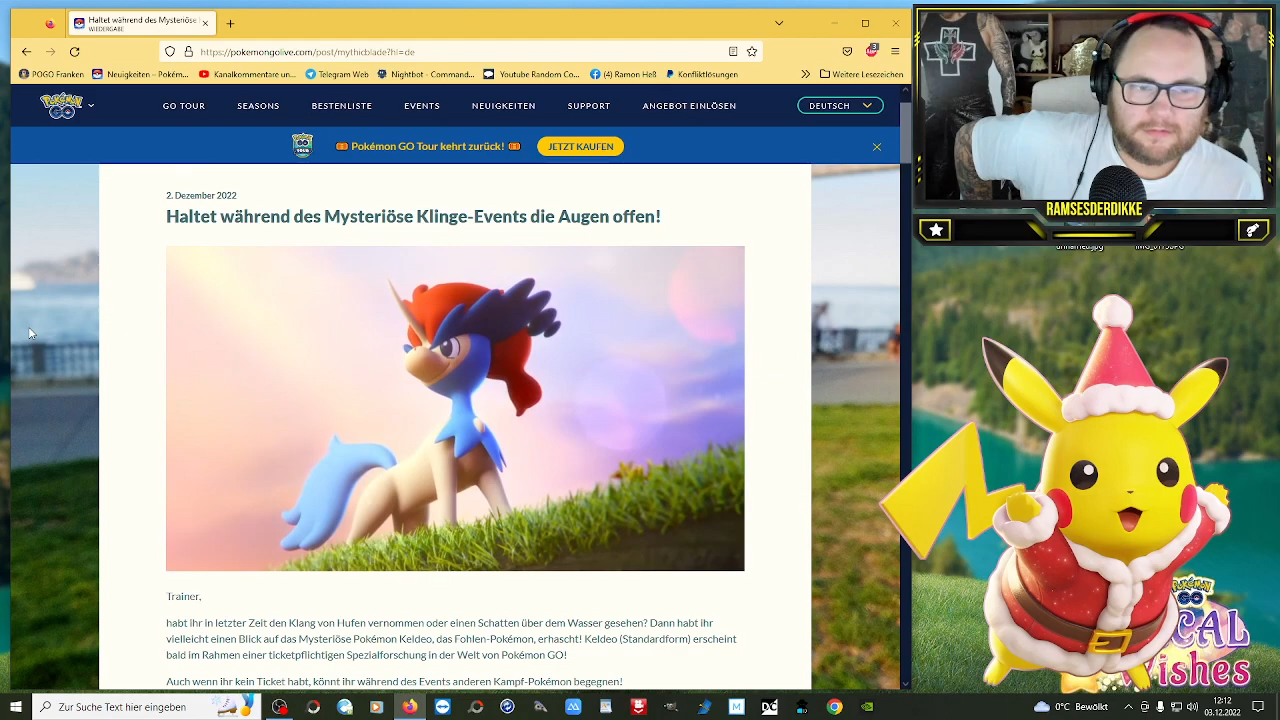 Haltet während des Mysteriöse
WIEDERGABE
https://pokemongolive.com/post/mythicblade?hl=de
POGO Franken
Neuigkeiten – Pokém...
Kanalkommentare un...
Telegram Web
Nightbot - Command...
Youtube Random Co...
(4) Ramon Heß
Konfliktlösungen
Weitere Lesezeichen
POKÉMON GO
GO TOUR
SEASONS
BESTENLISTE
EVENTS
NEUIGKEITEN
SUPPORT
ANGEBOT EINLÖSEN
DEUTSCH
Pokémon GO Tour kehrt zurück!
JETZT KAUFEN
2. Dezember 2022
Haltet während des Mysteriöse Klinge-Events die Augen offen!
Trainer,
habt ihr in letzter Zeit den Klang von Hufen vernommen oder einen Schatten über dem Wasser gesehen? Dann habt ihr
vielleicht einen Blick auf das Mysteriöse Pokémon Keldeo, das Fohlen-Pokémon, erhascht! Keldeo (Standardform) erscheint
bald im Rahmen einer ticketpflichtigen Spezialforschung in der Welt von Pokémon GO!
Auch wenn ihr kein Ticket habt, könnt ihr während des Events anderen Kampf-Pokémon begegnen!
RAMSESDERDIKKE
POKÉMON
GO
CAL
Wishes
Zur Suche Text hier eingeben
0°C Bewölkt
12:12
03.12.2022